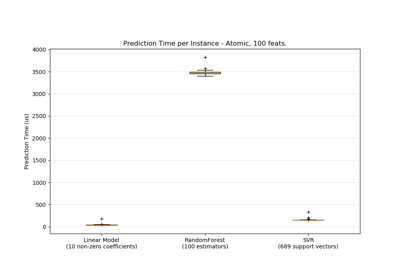 Prediction Time per Instance - Atomic, 100 feats.
4000
3500
3000
2500
2000
1500
1000
500
0
Prediction Time (us)
Linear Model
(10 non-zero coefficients)
RandomForest
(100 estimators)
SVR
(689 support vectors)